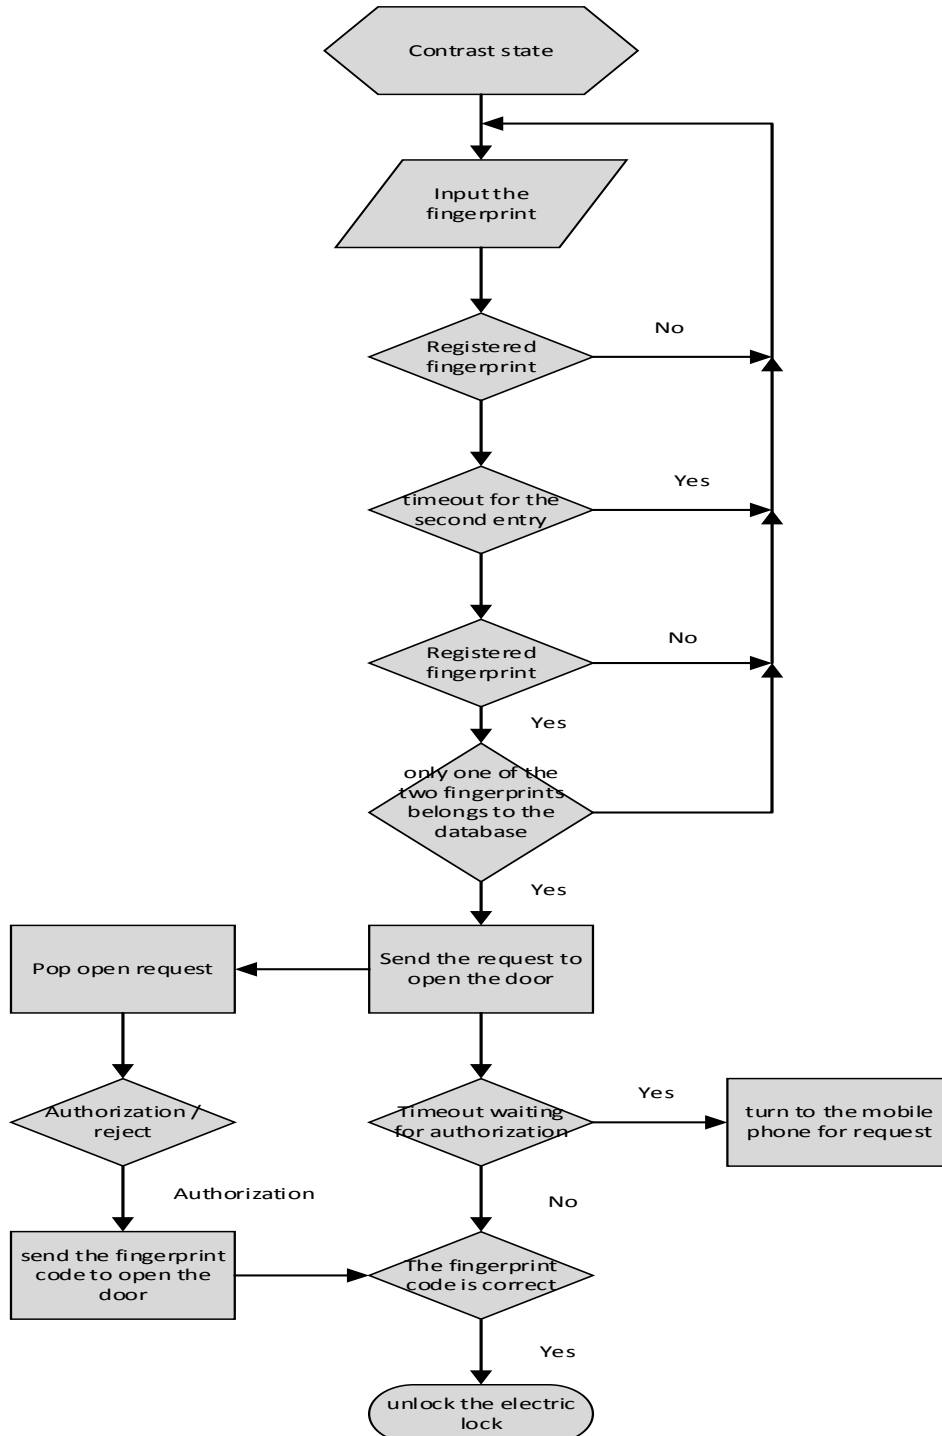 Contrast state
Input the
fingerprint
No
Registered
fingerprint
Yes
timeout for the
second entry
No
Registered
fingerprint
Yes
only one of the
two fingerprints
belongs to the
database
Yes
Pop open request
Send the request to
open the door
Authorization /
reject
Timeout waiting
for authorization
Yes
turn to the mobile
phone for request
Authorization
No
send the fingerprint
code to open the
door
The fingerprint
code is correct
Yes
unlock the electric
lock